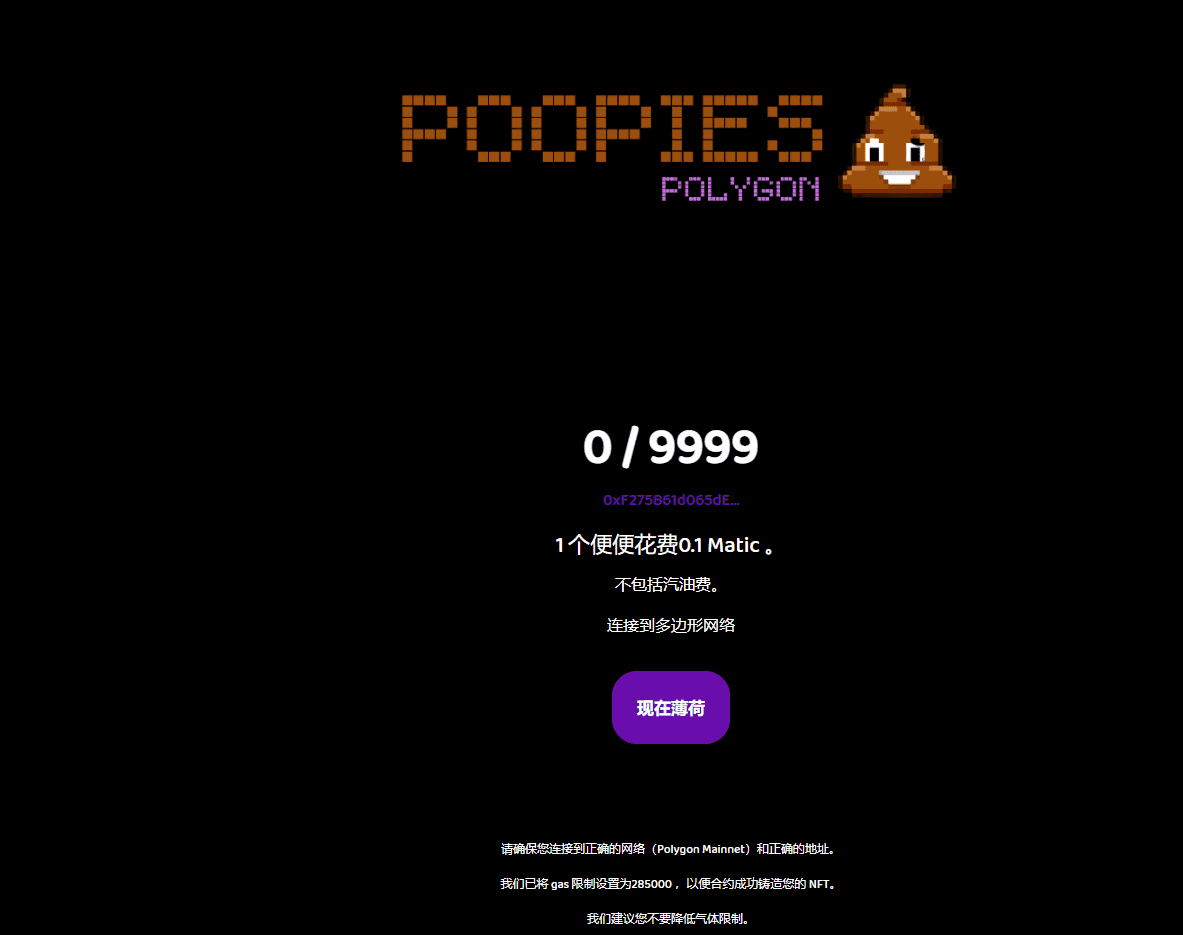 POOPIES
POLYGON
0 / 9999
0xF275B61d065dE...
1 个便便花费0.1 Matic 。
不包括汽油费。
连接到多边形网络
现在薄荷
请确保您连接到正确的网络（Polygon Mainnet）和正确的地址。
我们已将 gas 限制设置为285000 ，以便合约成功铸造您的 NFT。
我们建议您不要降低气体限制。